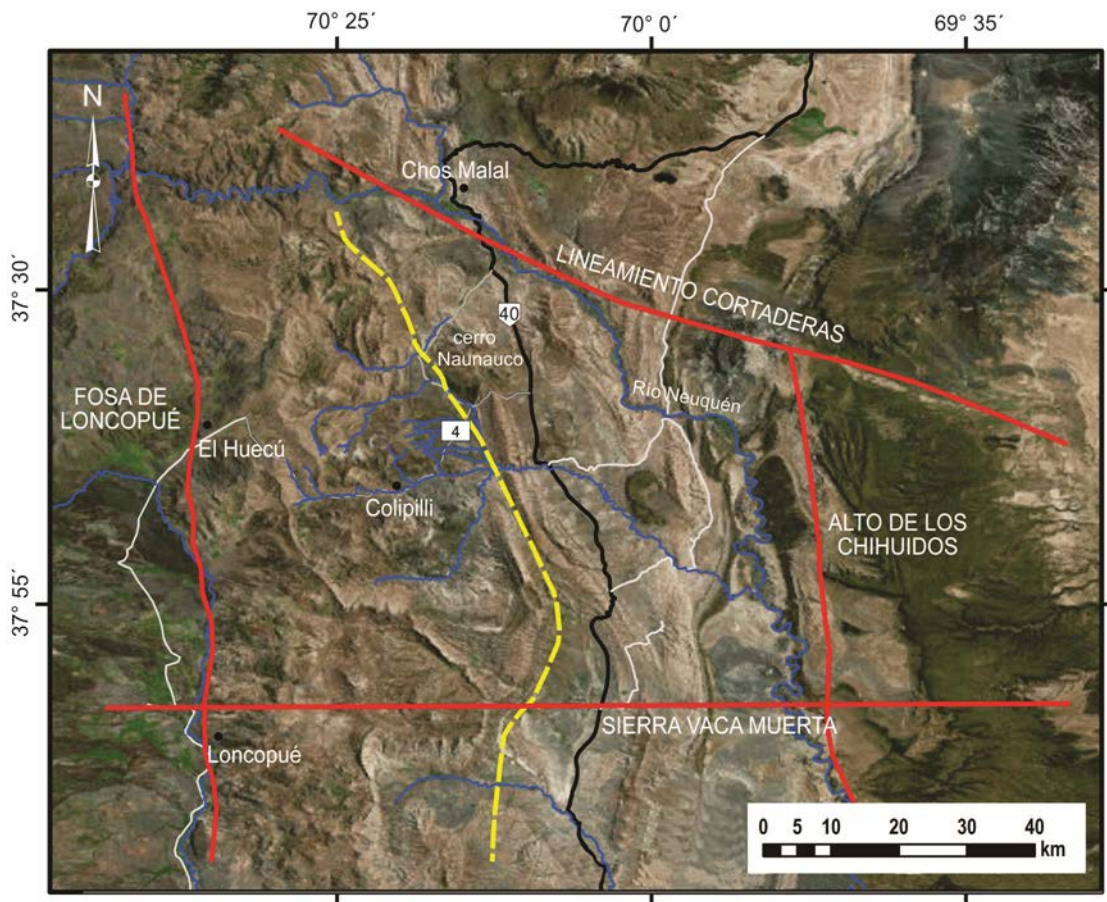 70° 25´
70° 0´
69° 35´
N
Chos Malal
LINEAMIENTO CORTADERAS
37° 30´
40
cerro
Naunauco
Río Neuquén
FOSA DE
LONCOPUÉ
El Huecú
4
Colipilli
ALTO DE LOS
CHIHUIDOS
37° 55´
SIERRA VACA MUERTA
Loncopué
0 5 10 20 30 40
km